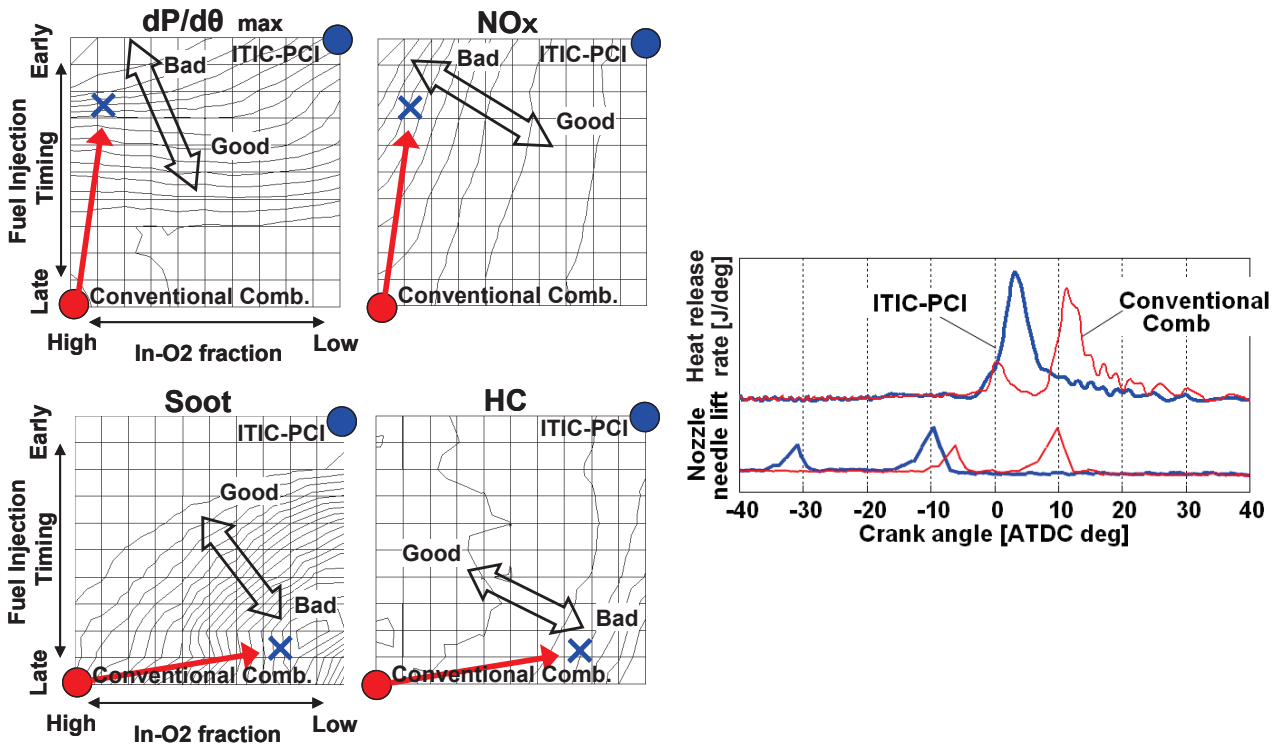 dP/dθ max
ITIC-PCI
Bad
Good
Conventional Comb.
Early
Fuel Injection
Timing
Late
High
Low
In-O2 fraction
NOx
ITIC-PCI
Bad
Good
Conventional Comb.
Soot
ITIC-PCI
Good
Bad
Conventional Comb.
Early
Fuel Injection
Timing
Late
High
Low
In-O2 fraction
HC
ITIC-PCI
Good
Bad
Conventional Comb.
Heat release
rate [J/deg]
Nozzle
needle lift
ITIC-PCI
Conventional
Comb
-40 -30 -20 -10 0 10 20 30 40
Crank angle [ATDC deg]